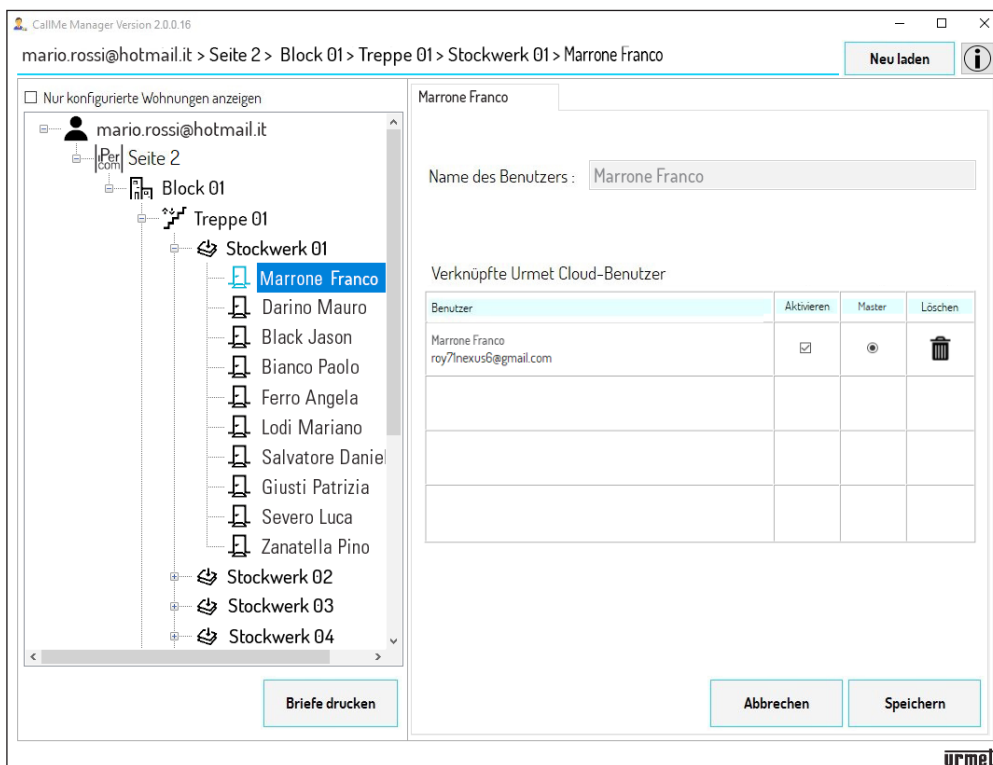 CallMe Manager Version 2.0.0.16
mario.rossi@hotmail.it > Seite 2 > Block 01 > Treppe 01 > Stockwerk 01 > Marrone Franco
Neu laden
Nur konfigurierte Wohnungen anzeigen
mario.rossi@hotmail.it
iPercom Seite 2
Block 01
Treppe 01
Stockwerk 01
Marrone Franco
Darino Mauro
Black Jason
Bianco Paolo
Ferro Angela
Lodi Mariano
Salvatore Daniel
Giusti Patrizia
Severo Luca
Zanatella Pino
Stockwerk 02
Stockwerk 03
Stockwerk 04
Briefe drucken
Marrone Franco
Name des Benutzers : Marrone Franco
Verknüpfte Urmet Cloud-Benutzer
Benutzer Aktivieren Master Löschen
Marrone Franco
roy71nexus6@gmail.com
Abbrechen Speichern
urmet